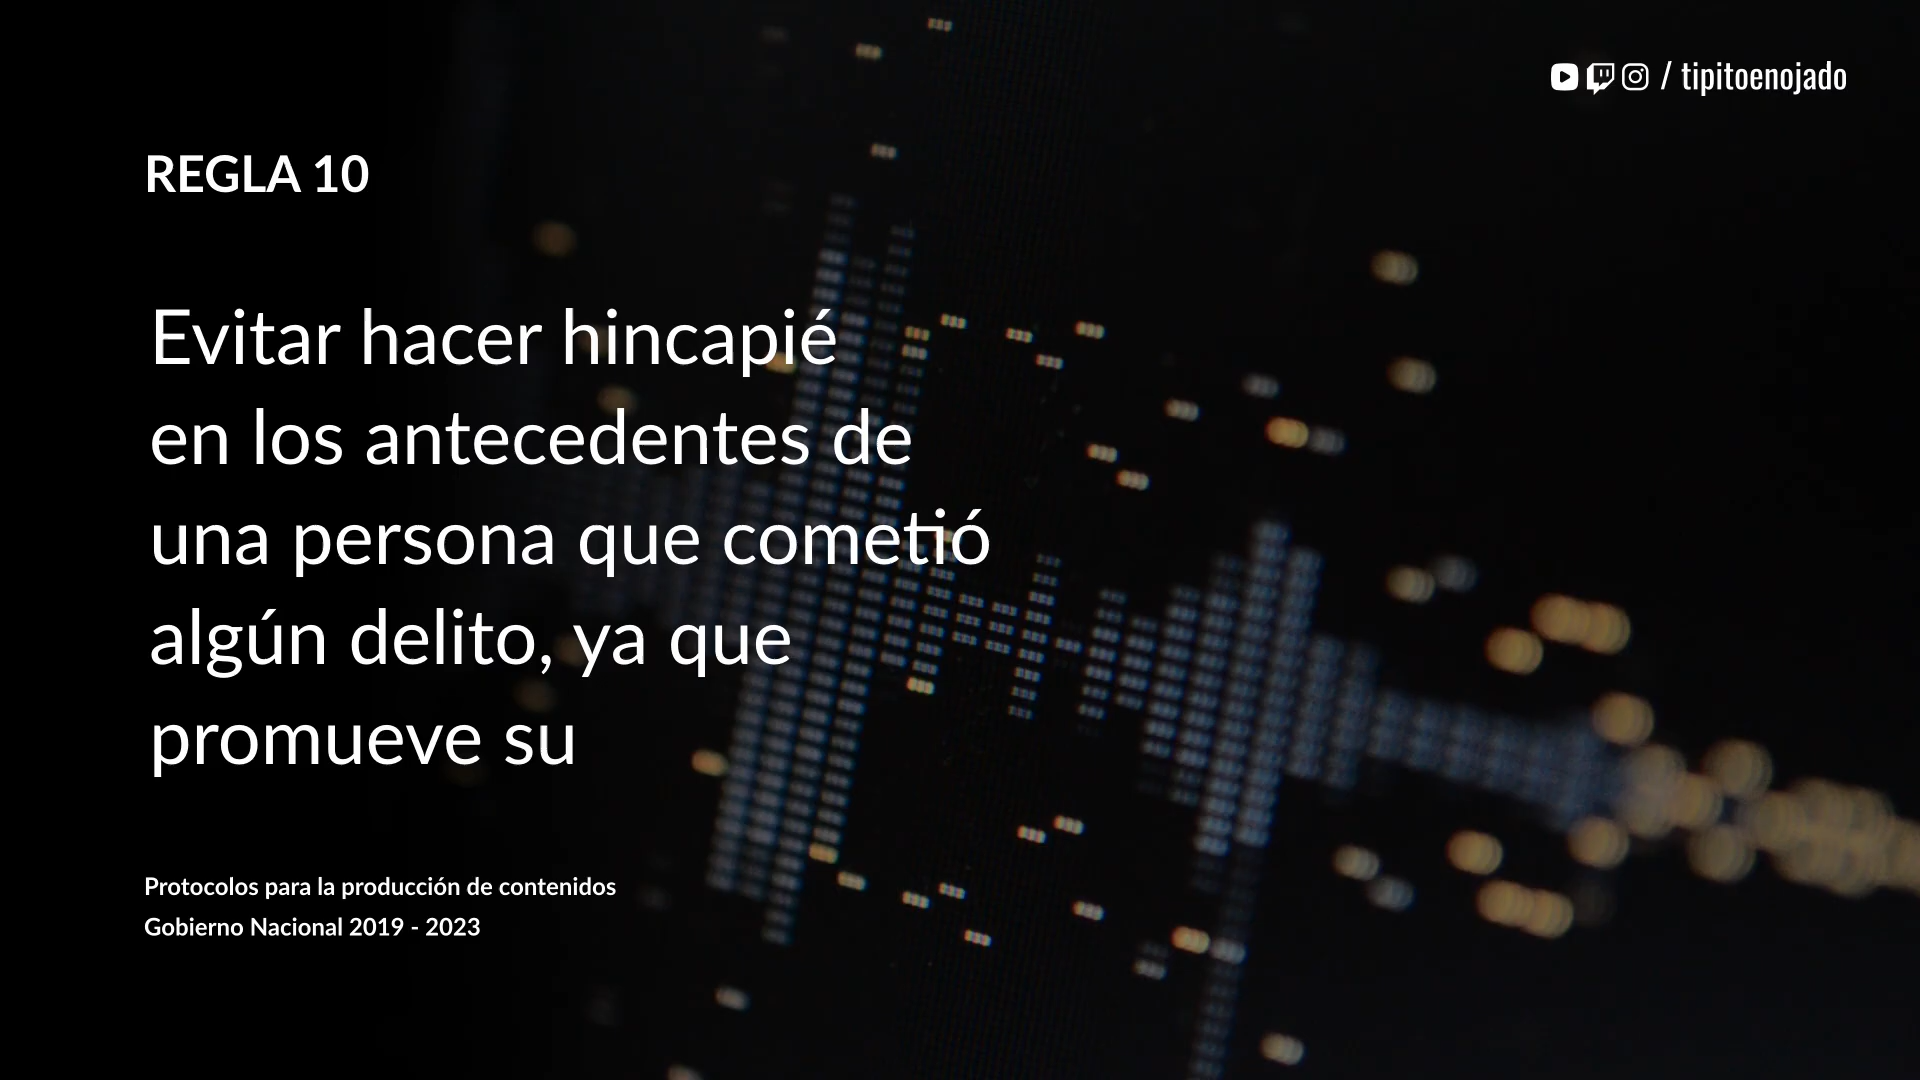 / tipitoenojado
REGLA 10
Evitar hacer hincapié
en los antecedentes de
una persona que cometió
algún delito, ya que
promueve su
Protocolos para la producción de contenidos
Gobierno Nacional 2019 - 2023